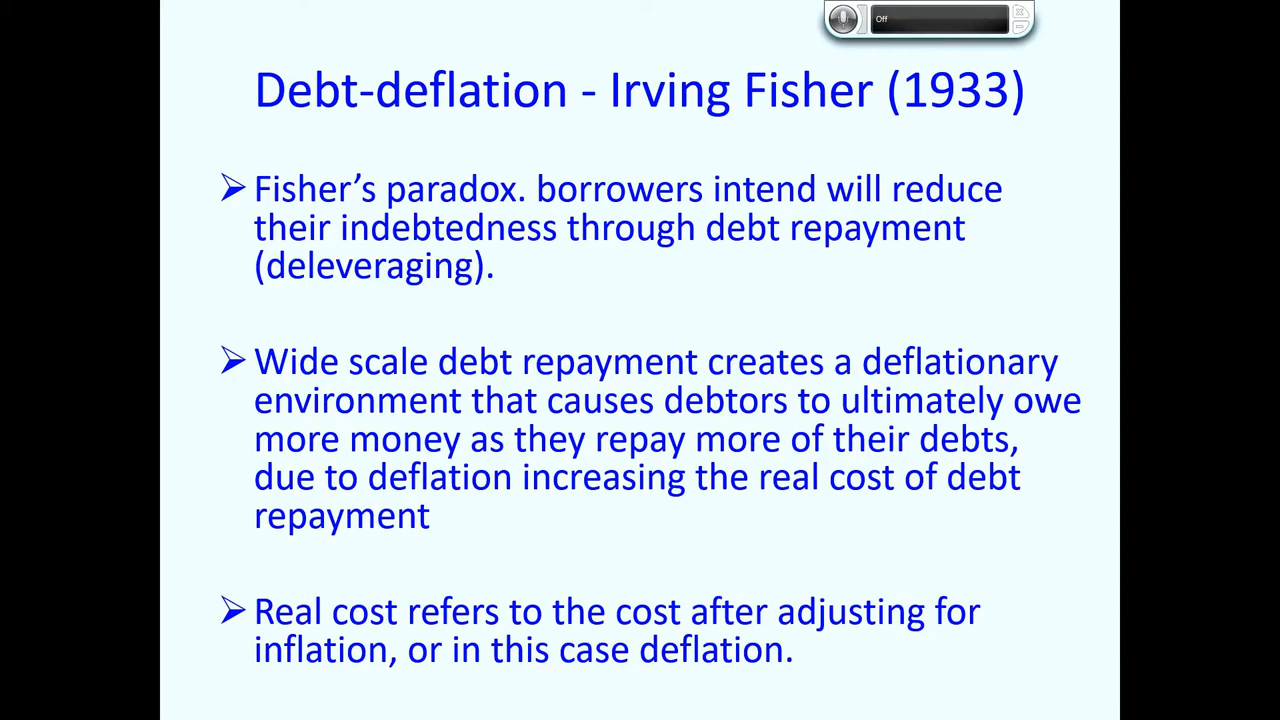 Off
Debt-deflation - Irving Fisher (1933)
Fisher’s paradox. borrowers intend will reduce
their indebtedness through debt repayment
(deleveraging).
Wide scale debt repayment creates a deflationary
environment that causes debtors to ultimately owe
more money as they repay more of their debts,
due to deflation increasing the real cost of debt
repayment
Real cost refers to the cost after adjusting for
inflation, or in this case deflation.